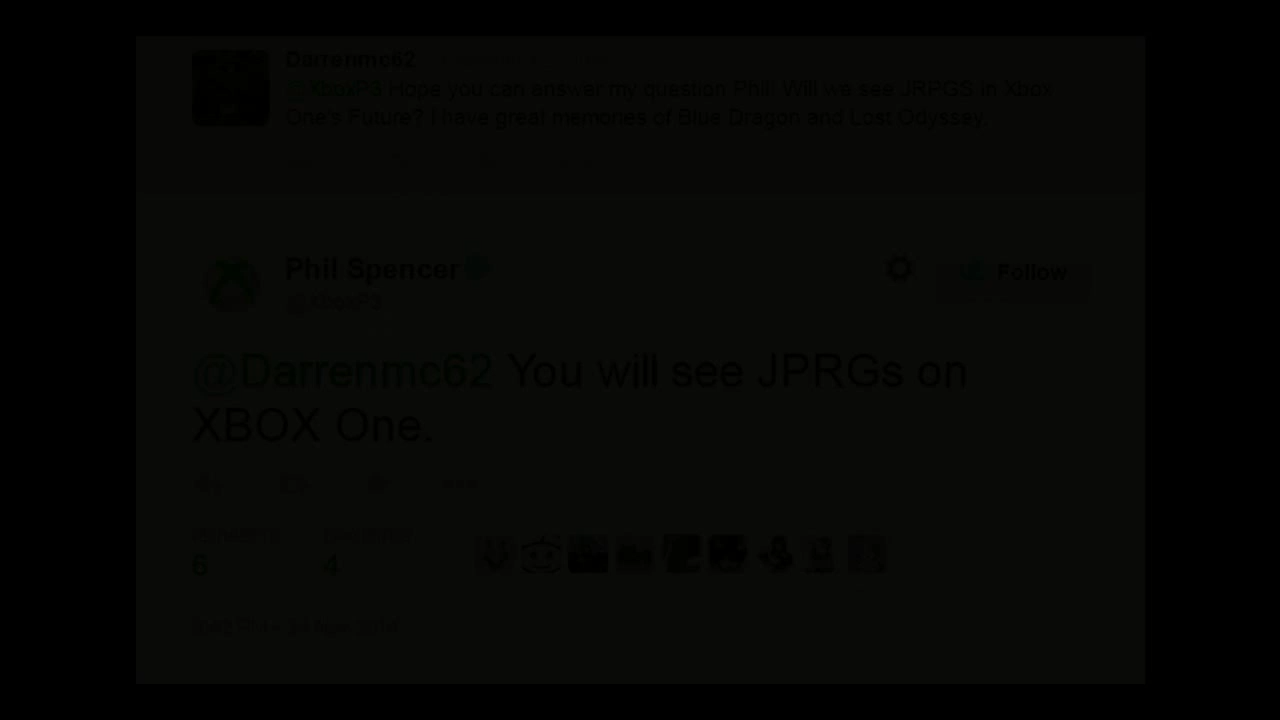 Darrenmc62
@XboxP3 Hope you can answer my question Phil! Will we see JRPGS in Xbox
One's Future? I have great memories of Blue Dragon and Lost Odyssey.
Phil Spencer
@XboxP3
Follow
@Darrenmc62 You will see JPRGs on
XBOX One.
6 4